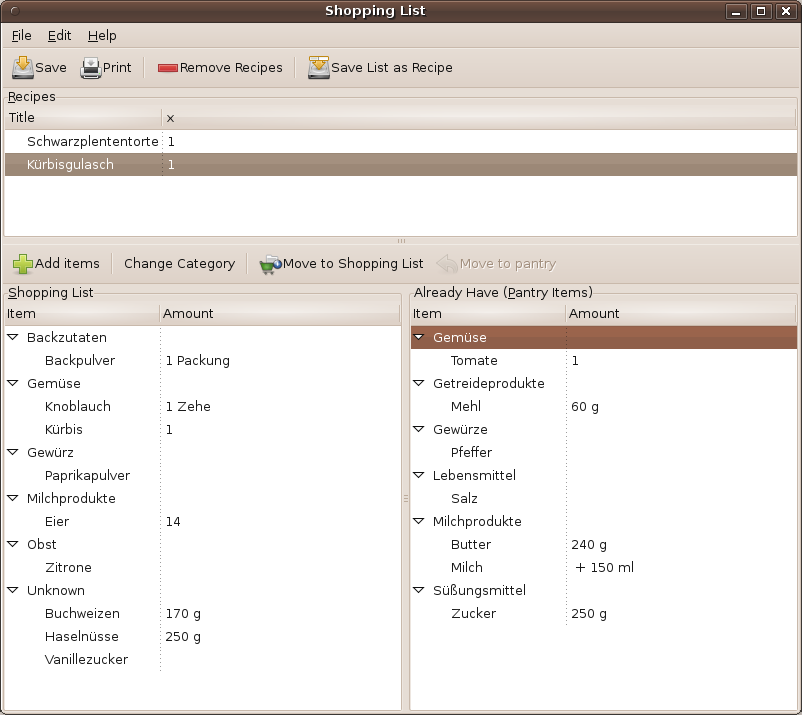 Shopping List
File Edit Help
Save Print Remove Recipes Save List as Recipe
Recipes
Title x
Schwarzplententorte 1
Kürbisgulasch 1
Add items Change Category Move to Shopping List Move to pantry
Shopping List
Item Amount
Backzutaten
Backpulver 1 Packung
Gemüse
Knoblauch 1 Zehe
Kürbis 1
Gewürz
Paprikapulver
Milchprodukte
Eier 14
Obst
Zitrone
Unknown
Buchweizen 170 g
Haselnüsse 250 g
Vanillezucker
Already Have (Pantry Items)
Item Amount
Gemüse
Tomate 1
Getreideprodukte
Mehl 60 g
Gewürze
Pfeffer
Lebensmittel
Salz
Milchprodukte
Butter 240 g
Milch + 150 ml
Süßungsmittel
Zucker 250 g